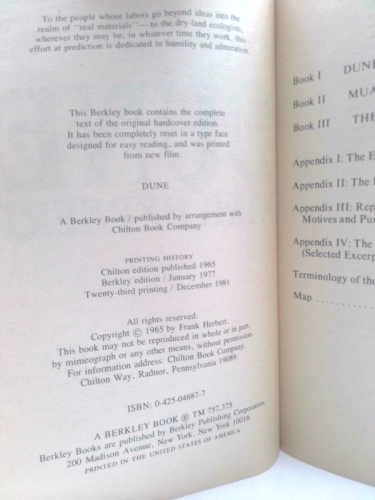 To the people whose labors go beyond ideas into the
realm of "real materials"—to the dry-land ecologists,
wherever they may be, in whatever time they work, this
effort at prediction is dedicated in humility and admiration.
This Berkley book contains the complete
text of the original hardcover edition.
It has been completely reset in a type face
designed for easy reading, and was printed
from new film.
DUNE
A Berkley Book / published by arrangement with
Chilton Book Company
PRINTING HISTORY
Chilton edition published 1965
Berkley edition / January 1977
Twenty-third printing / December 1981
All rights reserved.
Copyright © 1965 by Frank Herbert.
This book may not be reproduced in whole or in part,
by mimeograph or any other means, without permission.
For information address: Chilton Book Company,
Chilton Way, Radnor, Pennsylvania 19089.
ISBN: 0-425-04687-7
A BERKLEY BOOK ® TM 757,375
Berkley Books are published by Berkley Publishing Corporation,
200 Madison Avenue, New York, New York 10016.
PRINTED IN THE UNITED STATES OF AMERICA
Book I DUNE
Book II MUA
Book III THE
Appendix I: The E
Appendix II: The
Appendix III: Rep
Motives and Pur
Appendix IV: The
(Selected Excerp
Terminology of the
Map